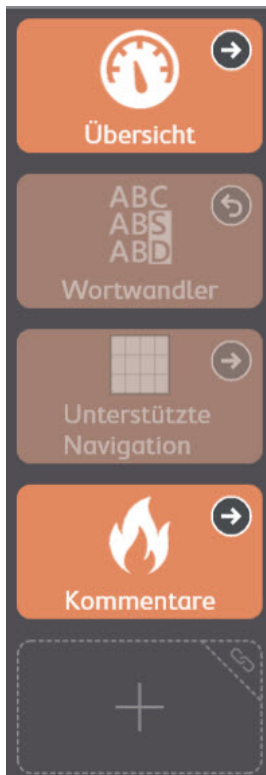 Übersicht
ABC
ABS
ABD
Wortwandler
Unterstützte
Navigation
Kommentare